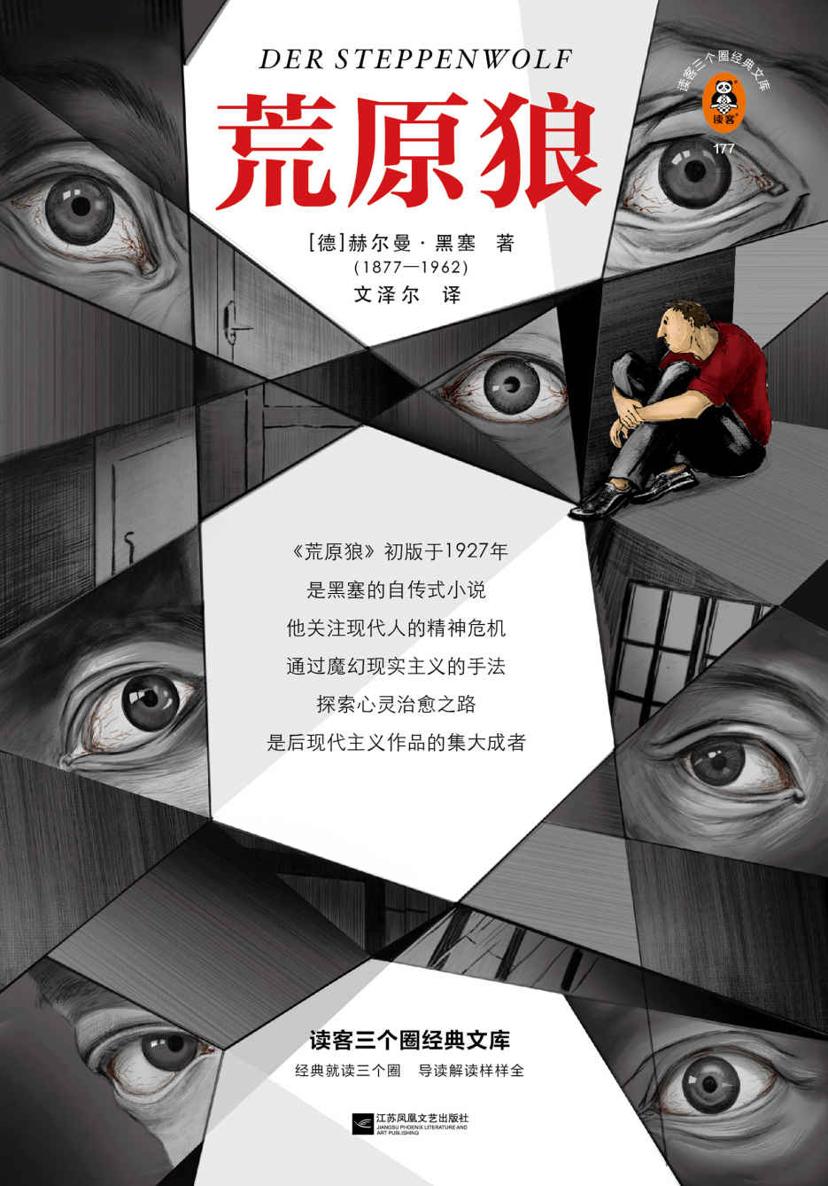 DER STEPPENWOLF
读客三个圈经典文库
读客®
177
荒原狼
[德]赫尔曼·黑塞 著
(1877—1962)
文泽尔 译
《荒原狼》初版于1927年
是黑塞的自传式小说
他关注现代人的精神危机
通过魔幻现实主义的手法
探索心灵治愈之路
是后现代主义作品的集大成者
读客三个圈经典文库
经典就读三个圈 导读解读样样全
江苏凤凰文艺出版社
JIANGSU PHOENIX LITERATURE AND
ART PUBLISHING